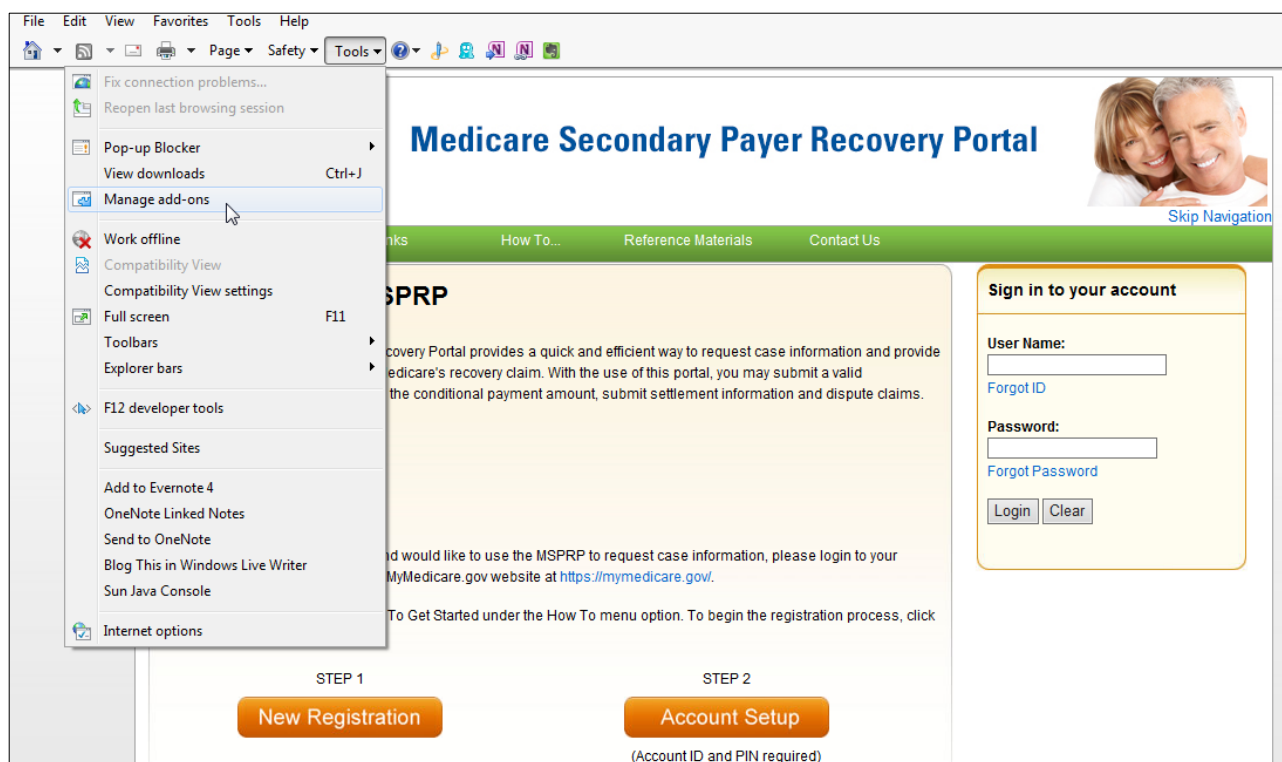 File Edit View Favorites Tools Help
Page Safety Tools
Fix connection problems...
Reopen last browsing session
Pop-up Blocker
View downloads Ctrl+J
Manage add-ons
Work offline
Compatibility View
Compatibility View settings
Full screen F11
Toolbars
Explorer bars
F12 developer tools
Suggested Sites
Add to Evernote 4
OneNote Linked Notes
Send to OneNote
Blog This in Windows Live Writer
Sun Java Console
Internet options
Medicare Secondary Payer Recovery Portal
Skip Navigation
nks How To... Reference Materials Contact Us
SPRP
covery Portal provides a quick and efficient way to request case information and provide
edicare's recovery claim. With the use of this portal, you may submit a valid
the conditional payment amount, submit settlement information and dispute claims.
nd would like to use the MSPRP to request case information, please login to your
MyMedicare.gov website at https://mymedicare.gov/.
To Get Started under the How To menu option. To begin the registration process, click
STEP 1
New Registration
STEP 2
Account Setup
(Account ID and PIN required)
Sign in to your account
User Name:
Forgot ID
Password:
Forgot Password
Login Clear